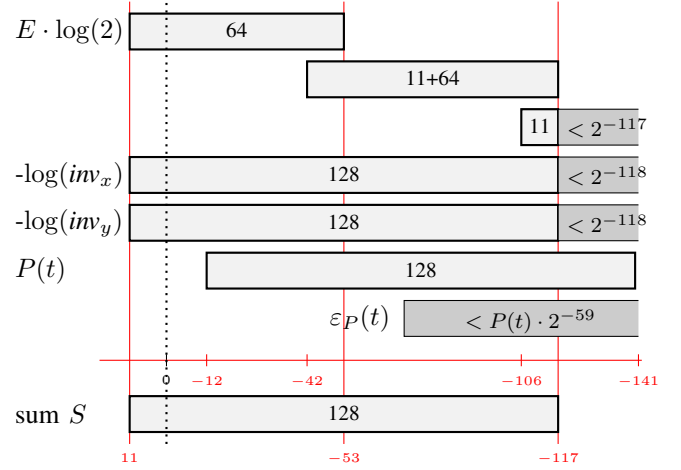 E · log(2) 64
11+64
11 < 2^{−117}
-log(inv_x) 128 < 2^{−118}
-log(inv_y) 128 < 2^{−118}
P(t) 128
ε_P(t) < P(t) · 2^{−59}
0 −12 −42 −106 −141
sum S 128
11 −53 −117